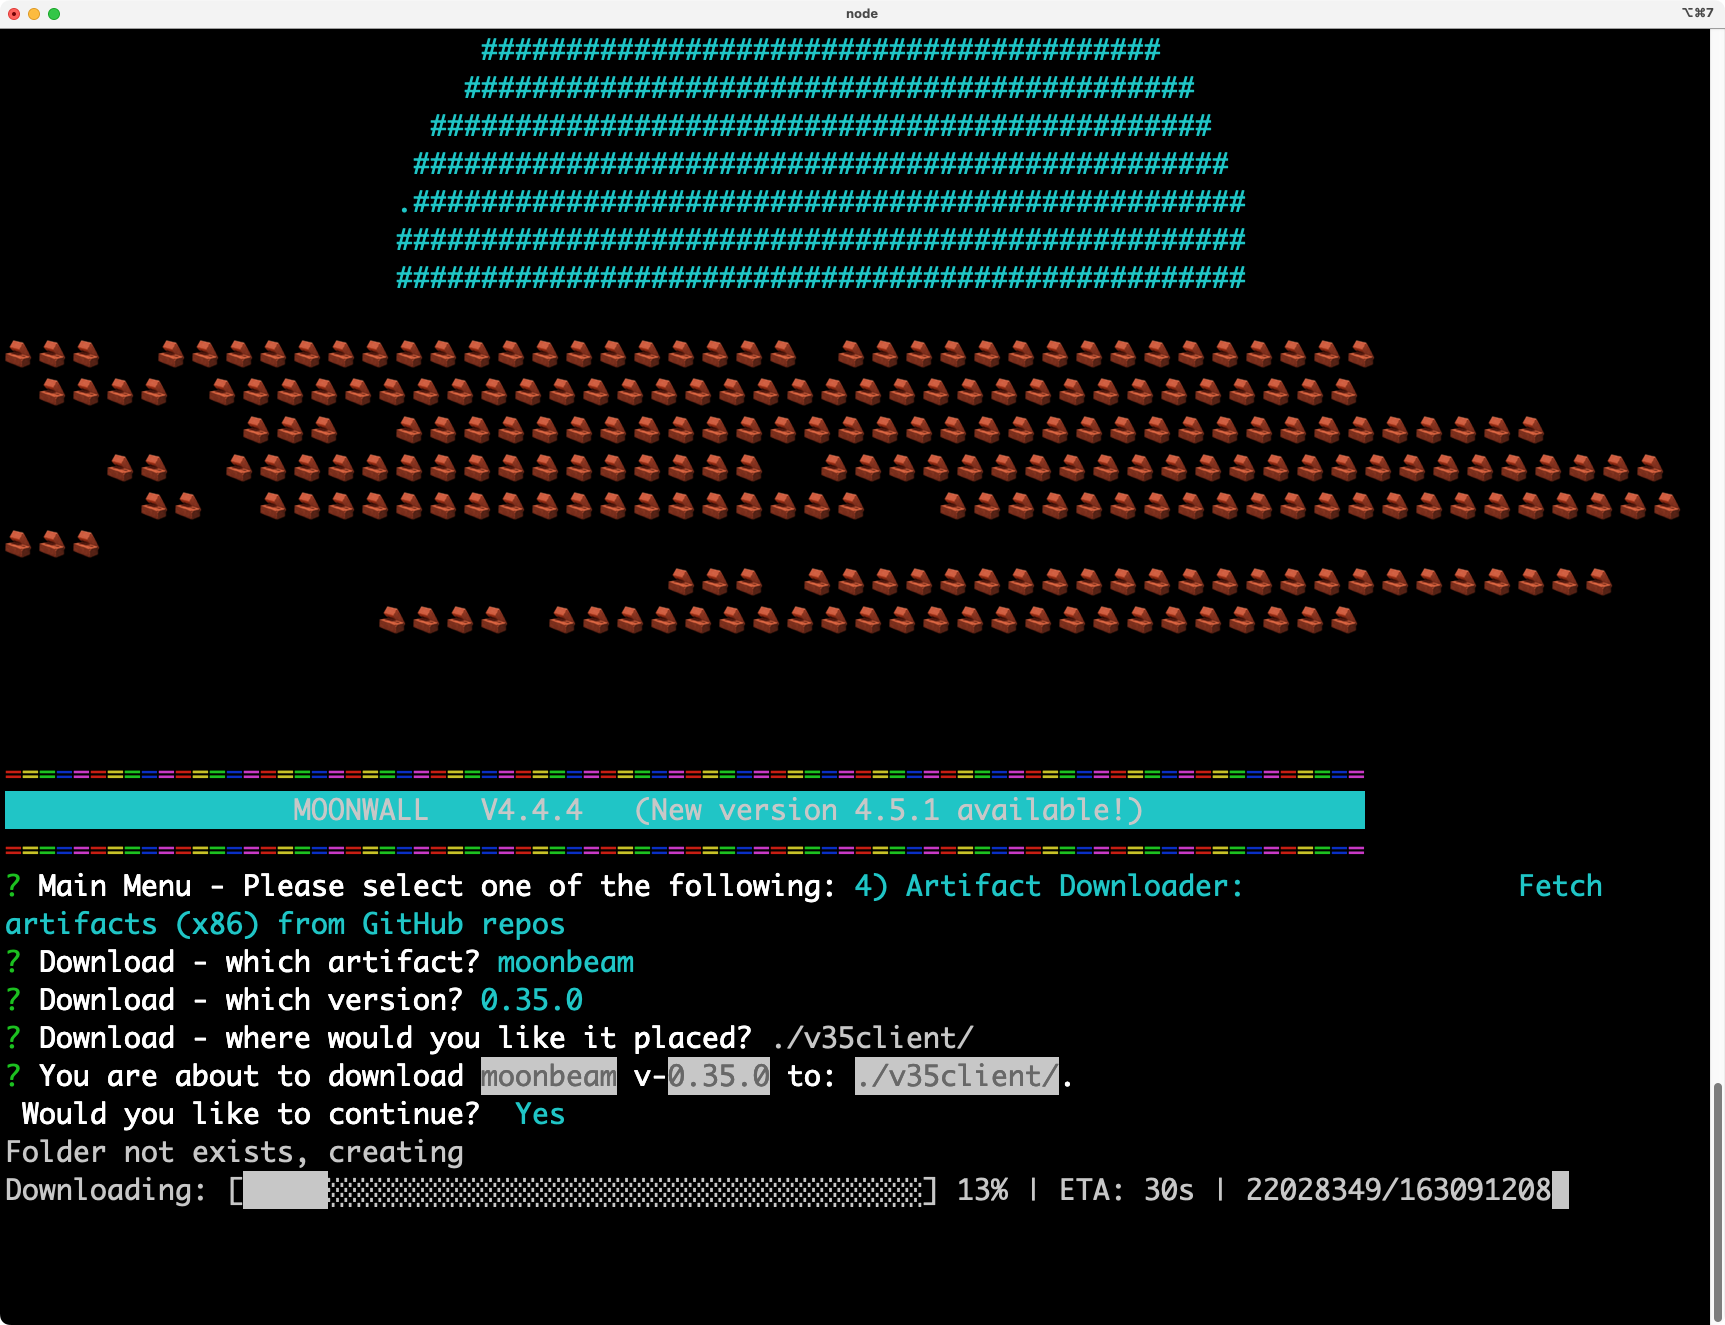 node
⌥⌘7
########################################
###########################################
##############################################
################################################
.#################################################
##################################################
##################################################
================================================================================
MOONWALL   V4.4.4   (New version 4.5.1 available!)
================================================================================
? Main Menu - Please select one of the following: 4) Artifact Downloader:                Fetch
artifacts (x86) from GitHub repos
? Download - which artifact? moonbeam
? Download - which version? 0.35.0
? Download - where would you like it placed? ./v35client/
? You are about to download moonbeam v-0.35.0 to: ./v35client/.
Would you like to continue?  Yes
Folder not exists, creating
Downloading: [█████░░░░░░░░░░░░░░░░░░░░░░░░░░░░░░░░░░░] 13% | ETA: 30s | 22028349/163091208